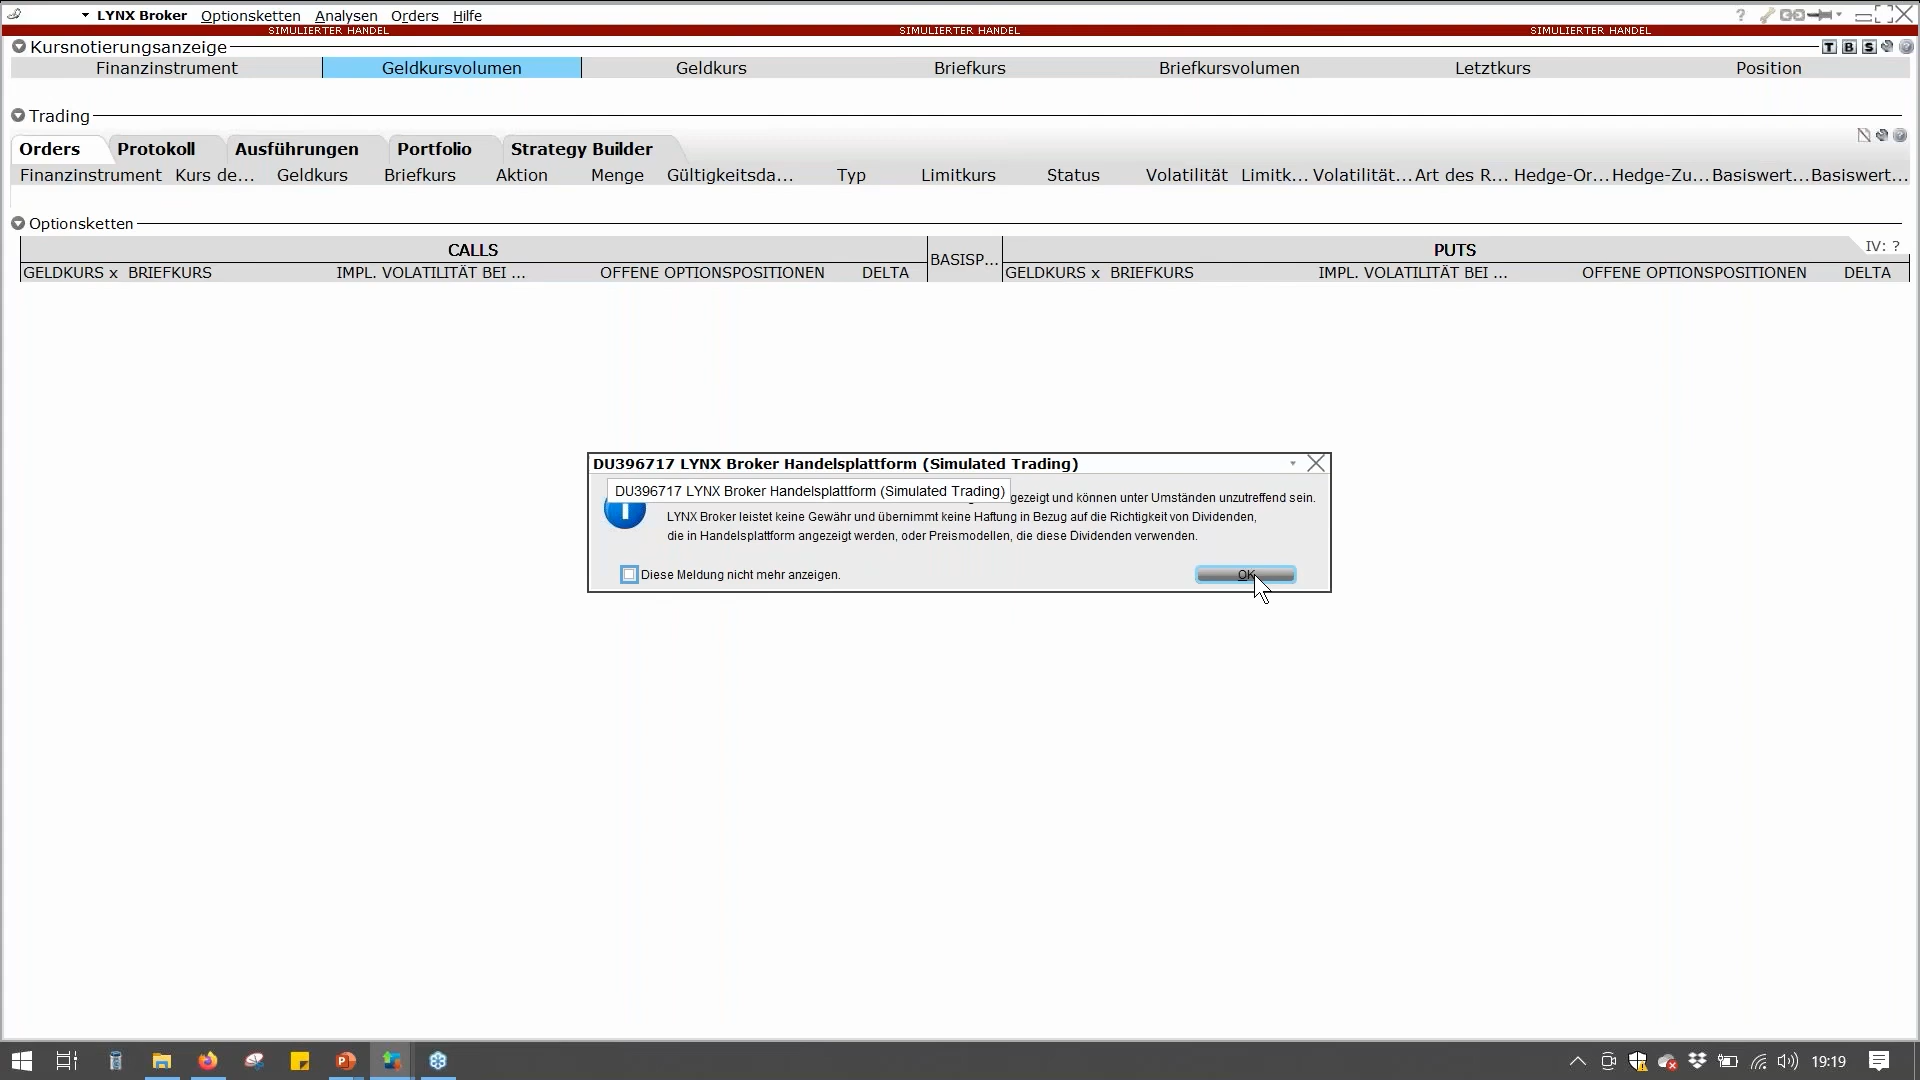 LYNX Broker Optionsketten Analysen Orders Hilfe
SIMULIERTER HANDEL SIMULIERTER HANDEL SIMULIERTER HANDEL
Kursnotierungsanzeige
T B S
Finanzinstrument Geldkursvolumen Geldkurs Briefkurs Briefkursvolumen Letztkurs Position
Trading
Orders Protokoll Ausführungen Portfolio Strategy Builder
Finanzinstrument Kurs de... Geldkurs Briefkurs Aktion Menge Gültigkeitsda... Typ Limitkurs Status Volatilität Limitk... Volatilität... Art des R... Hedge-Or... Hedge-Zu... Basiswert... Basiswert...
Optionsketten
CALLS BASISP... PUTS IV: ?
GELDKURS x BRIEFKURS IMPL. VOLATILITÄT BEI ... OFFENE OPTIONSPOSITIONEN DELTA GELDKURS x BRIEFKURS IMPL. VOLATILITÄT BEI ... OFFENE OPTIONSPOSITIONEN DELTA
DU396717 LYNX Broker Handelsplattform (Simulated Trading)
DU396717 LYNX Broker Handelsplattform (Simulated Trading)
gezeigt und können unter Umständen unzutreffend sein.
LYNX Broker leistet keine Gewähr und übernimmt keine Haftung in Bezug auf die Richtigkeit von Dividenden,
die in Handelsplattform angezeigt werden, oder Preismodellen, die diese Dividenden verwenden.
Diese Meldung nicht mehr anzeigen. OK
19:19